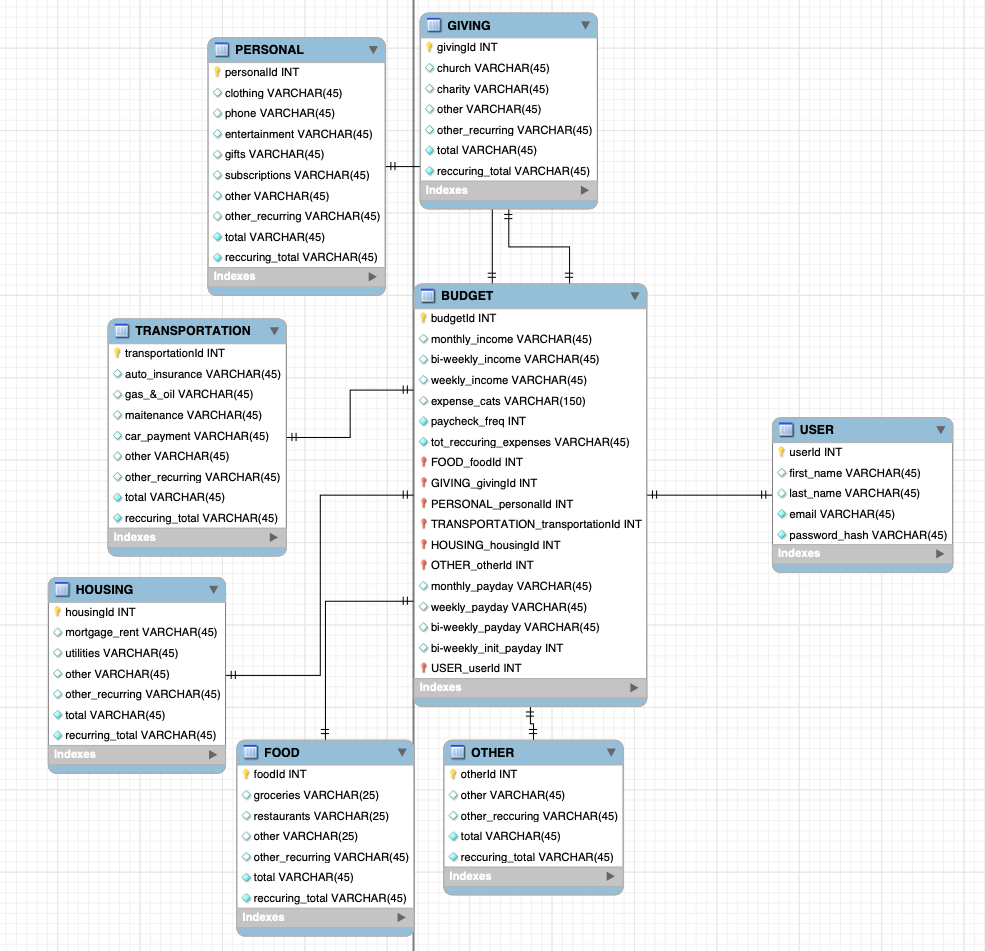 GIVING
givingId INT
church VARCHAR(45)
charity VARCHAR(45)
other VARCHAR(45)
other_recurring VARCHAR(45)
total VARCHAR(45)
reccuring_total VARCHAR(45)
Indexes
PERSONAL
personalId INT
clothing VARCHAR(45)
phone VARCHAR(45)
entertainment VARCHAR(45)
gifts VARCHAR(45)
subscriptions VARCHAR(45)
other VARCHAR(45)
other_recurring VARCHAR(45)
total VARCHAR(45)
reccuring_total VARCHAR(45)
Indexes
BUDGET
budgetId INT
monthly_income VARCHAR(45)
bi-weekly_income VARCHAR(45)
weekly_income VARCHAR(45)
expense_cats VARCHAR(150)
paycheck_freq INT
tot_reccuring_expenses VARCHAR(45)
FOOD_foodId INT
GIVING_givingId INT
PERSONAL_personalId INT
TRANSPORTATION_transportationId INT
HOUSING_housingId INT
OTHER_otherId INT
monthly_payday VARCHAR(45)
weekly_payday VARCHAR(45)
bi-weekly_payday VARCHAR(45)
bi-weekly_init_payday INT
USER_userId INT
Indexes
TRANSPORTATION
transportationId INT
auto_insurance VARCHAR(45)
gas_&_oil VARCHAR(45)
maitenance VARCHAR(45)
car_payment VARCHAR(45)
other VARCHAR(45)
other_recurring VARCHAR(45)
total VARCHAR(45)
reccuring_total VARCHAR(45)
Indexes
USER
userId INT
first_name VARCHAR(45)
last_name VARCHAR(45)
email VARCHAR(45)
password_hash VARCHAR(45)
Indexes
HOUSING
housingId INT
mortgage_rent VARCHAR(45)
utilities VARCHAR(45)
other VARCHAR(45)
other_recurring VARCHAR(45)
total VARCHAR(45)
recurring_total VARCHAR(45)
Indexes
FOOD
foodId INT
groceries VARCHAR(25)
restaurants VARCHAR(25)
other VARCHAR(25)
other_recurring VARCHAR(45)
total VARCHAR(45)
reccuring_total VARCHAR(45)
Indexes
OTHER
otherId INT
other VARCHAR(45)
other_reccuring VARCHAR(45)
total VARCHAR(45)
reccuring_total VARCHAR(45)
Indexes